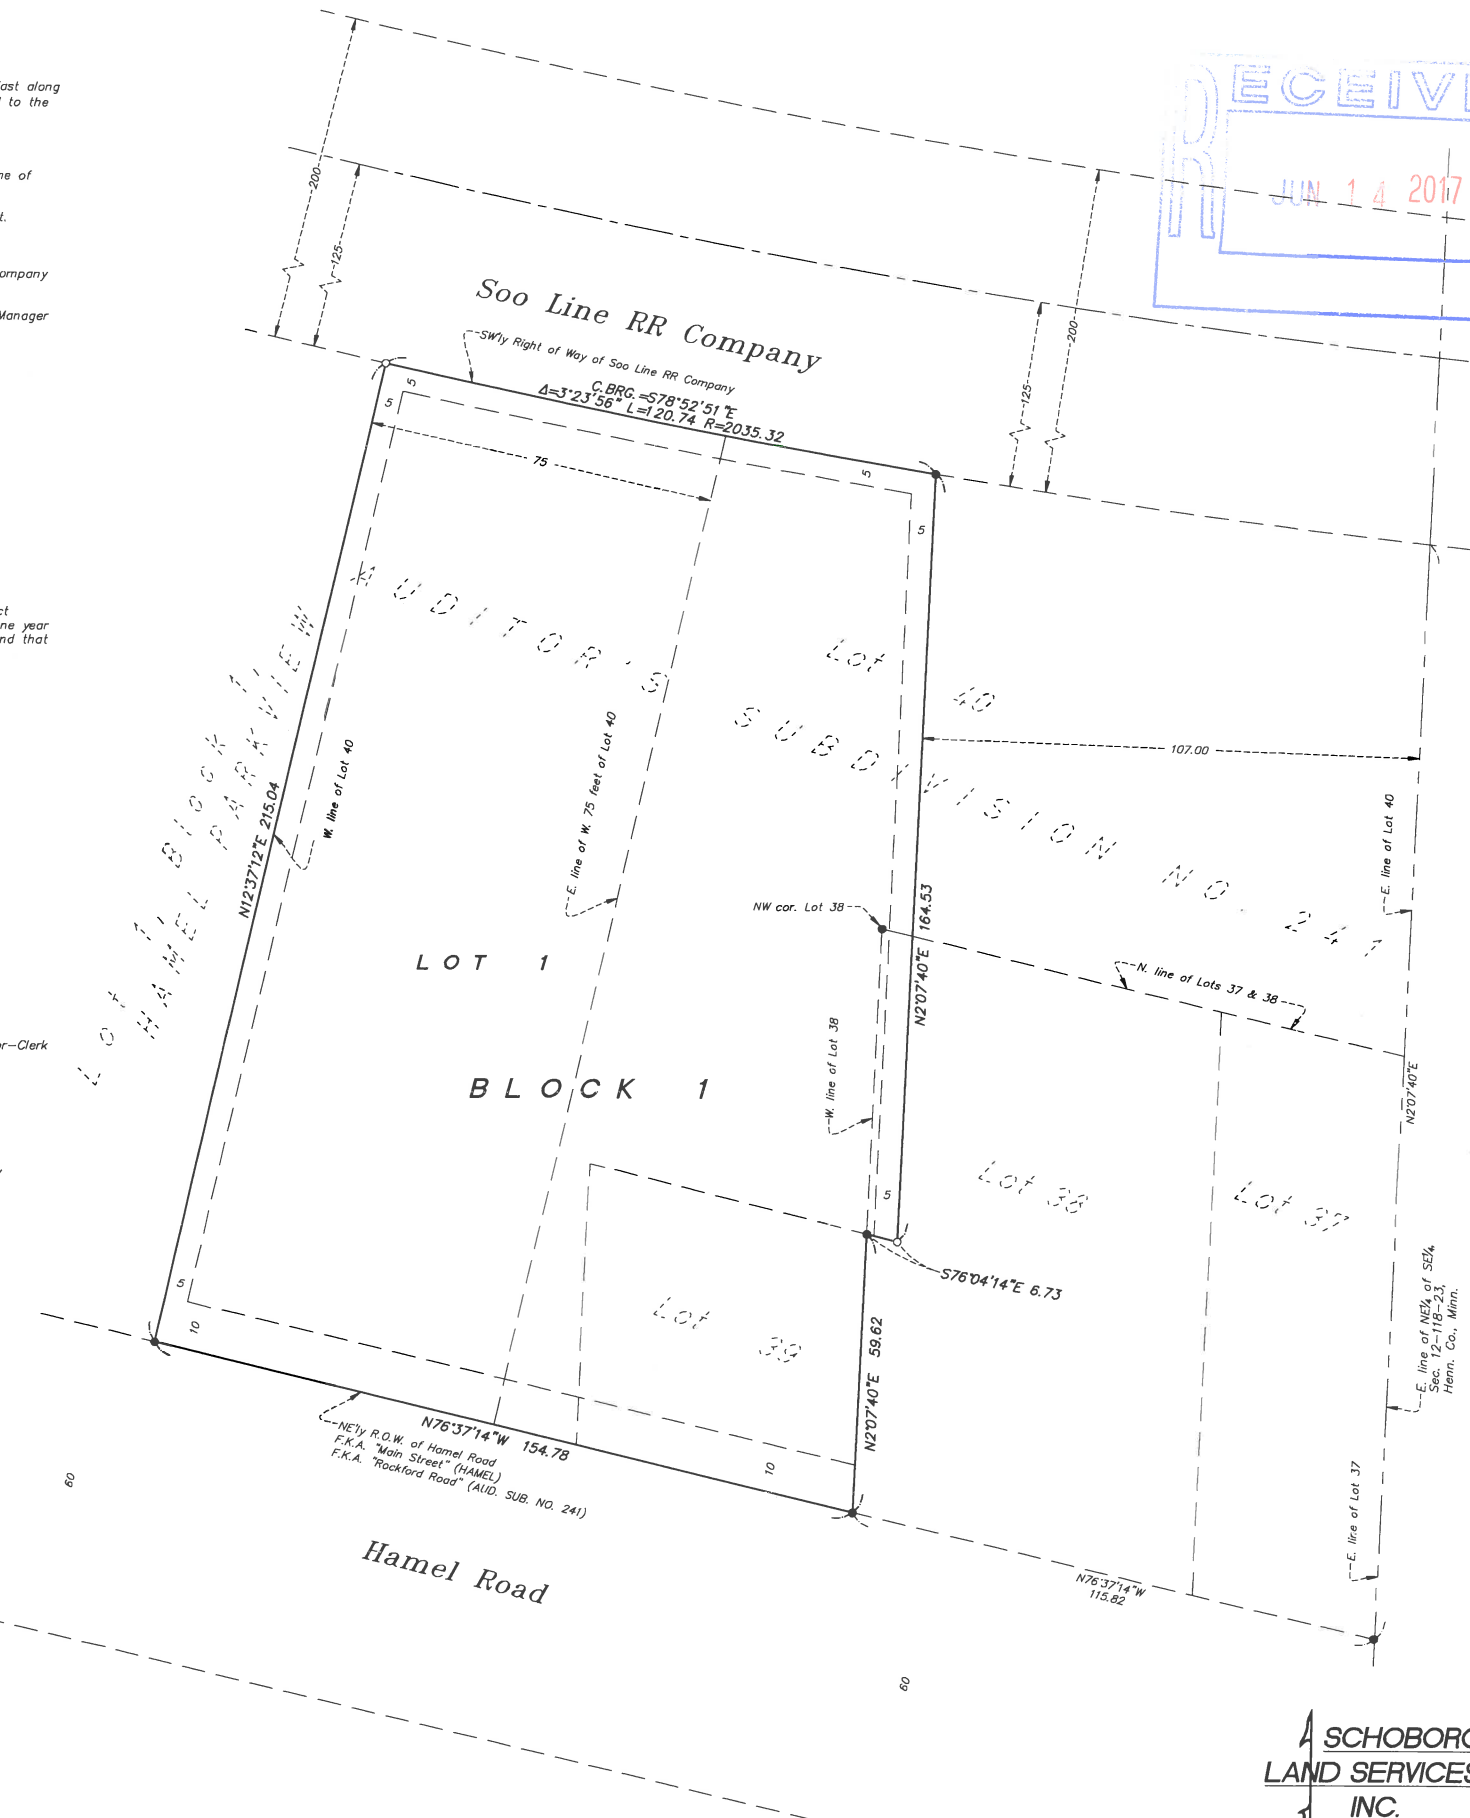 ast along
to the
ne of
t.
ompany
Manager
ct
ne year
nd that
r-Clerk
RECEIV
JUN 14 2017
200
125
200
125
Soo Line RR Company
SW'ly Right of Way of Soo Line RR Company
C.BRG.=S78°52'51"E
Δ=3°23'56" L=120.74 R=2035.32
5
5
75
5
5
AUDITOR'S SUBDIVISION NO. 241
Lot 40
107.00
LOT 1, BLOCK 1,
HAMEL PARKVIEW
N12°37'12"E 215.04
W. line of Lot 40
E. line of W. 75 feet of Lot 40
E. line of Lot 40
NW cor. Lot 38
N2°07'40"E 164.53
N. line of Lots 37 & 38
LOT 1
BLOCK 1
W. line of Lot 38
N2°07'40"E
Lot 38
Lot 37
5
S76°04'14"E 6.73
Lot 39
5
10
N2°07'40"E 59.62
E. line of NE¼ of SE¼,
Sec. 12-118-23,
Henn. Co., Minn.
N76°37'14"W 154.78
NE'ly R.O.W. of Hamel Road
F.K.A. "Main Street" (HAMEL)
F.K.A. "Rockford Road" (AUD. SUB. NO. 241)
10
60
Hamel Road
E. line of Lot 37
N76°37'14"W
115.82
60
SCHOBORG
LAND SERVICES
INC.